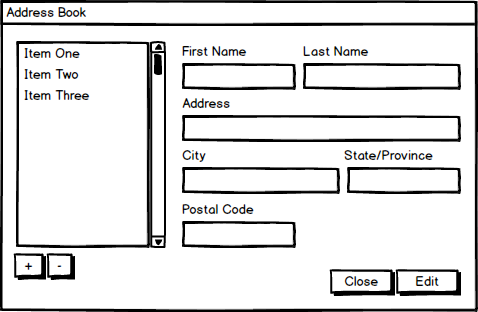 Address Book
Item One
Item Two
Item Three
First Name
Last Name
Address
City
State/Province
Postal Code
+
-
Close
Edit